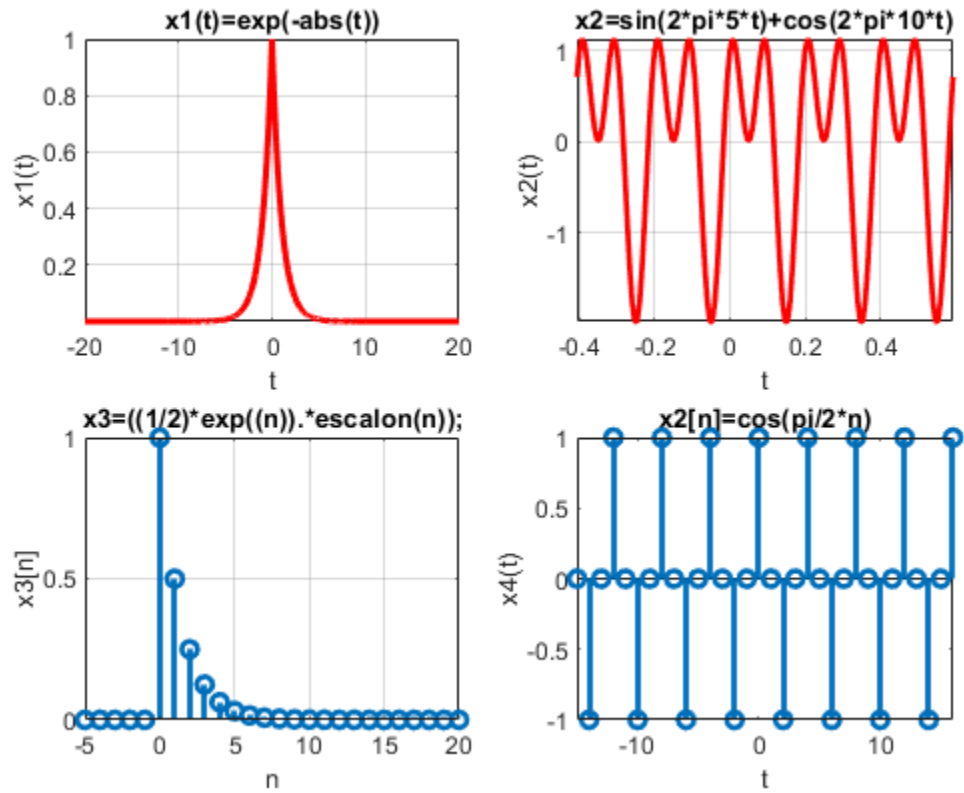 x1(t)=exp(-abs(t))
1
0.8
0.6
0.4
0.2
x1(t)
-20
-10
0
10
20
t
x2=sin(2*pi*5*t)+cos(2*pi*10*t)
1
0
-1
x2(t)
-0.4
-0.2
0
0.2
0.4
t
x3=((1/2)*exp((n)).*escalon(n));
1
0.5
0
x3[n]
-5
0
5
10
15
20
n
x2[n]=cos(pi/2*n)
1
0.5
0
-0.5
-1
x4(t)
-10
0
10
t